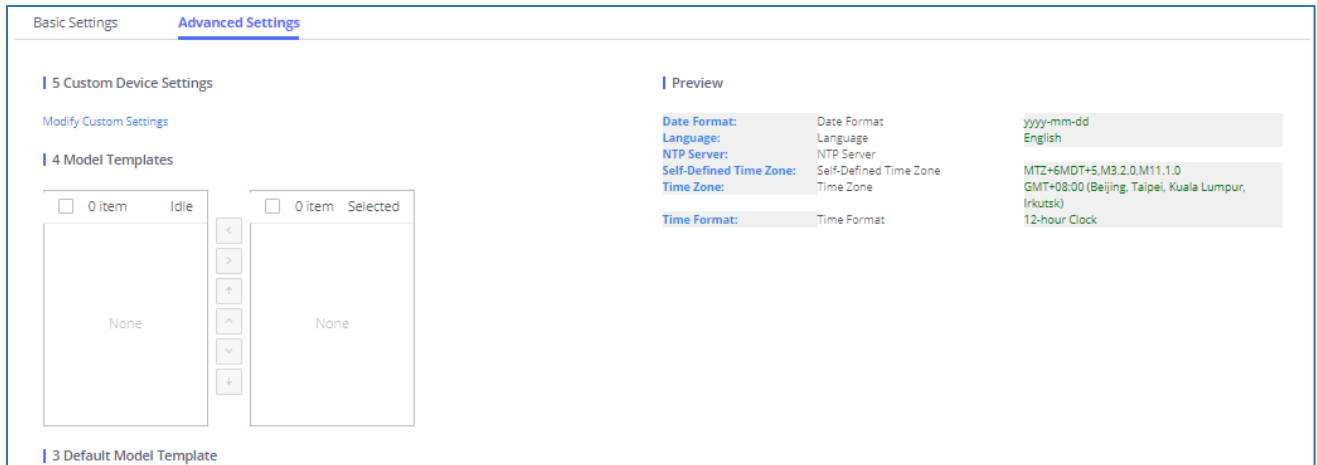 Basic Settings Advanced Settings
5 Custom Device Settings
Modify Custom Settings
4 Model Templates
0 item Idle
0 item Selected
None
None
3 Default Model Template
Preview
Date Format: Date Format yyyy-mm-dd
Language: Language English
NTP Server: NTP Server
Self-Defined Time Zone: Self-Defined Time Zone MTZ+6MDT+5,M3.2.0,M11.1.0
Time Zone: Time Zone GMT+08:00 (Beijing, Taipei, Kuala Lumpur,
Irkutsk)
Time Format: Time Format 12-hour Clock